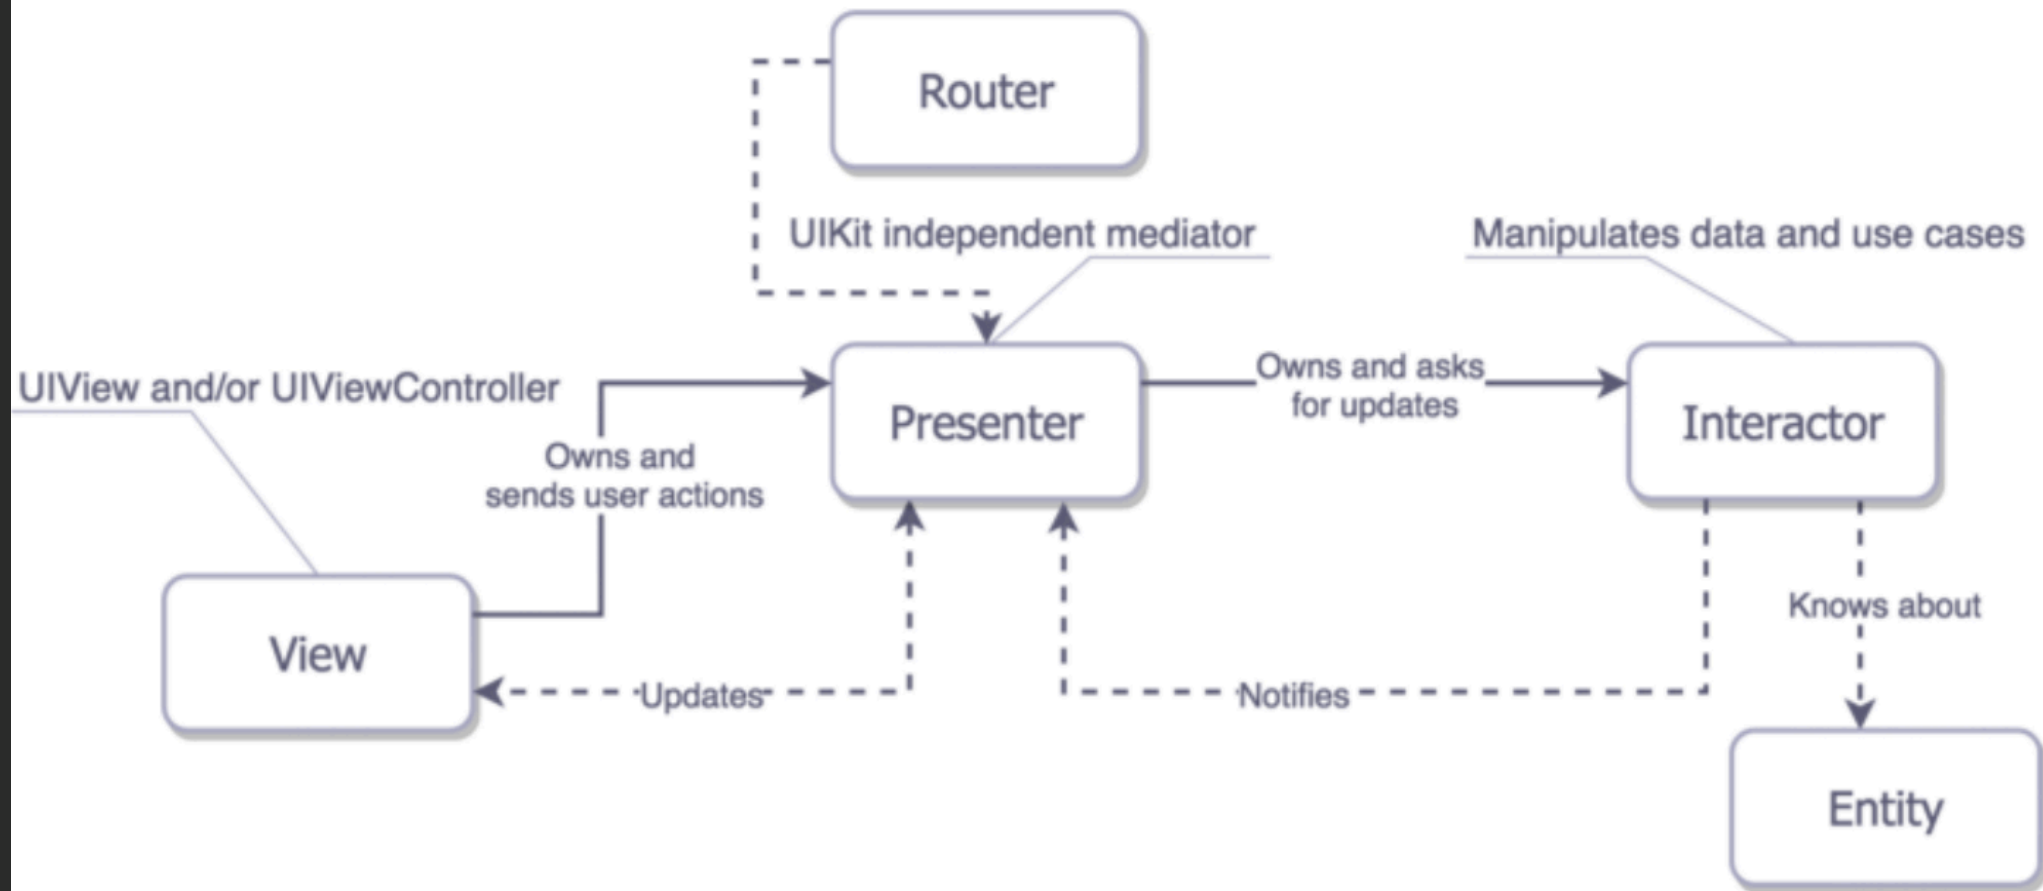 Router
UIKit independent mediator
Manipulates data and use cases
UIView and/or UIViewController
Owns and asks
for updates
Presenter
Interactor
Owns and
sends user actions
Knows about
View
Updates
Notifies
Entity